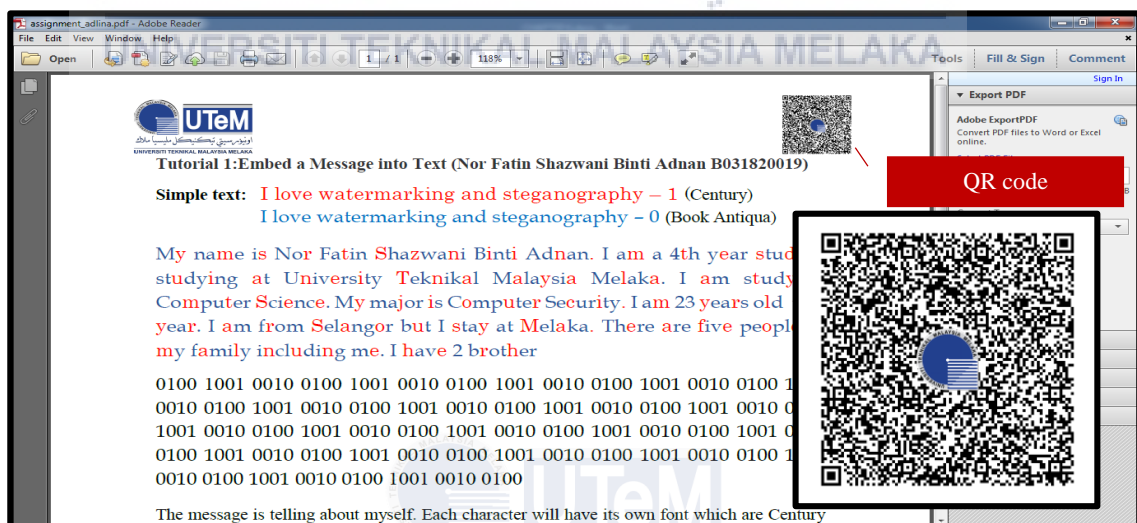 assignment_adlina.pdf - Adobe Reader
File Edit View Window Help
UNIVERSITI TEKNIKAL MALAYSIA MELAKA
Open 1 / 1 118% Tools Fill & Sign Comment
Sign In
Export PDF
Adobe ExportPDF
Convert PDF files to Word or Excel
online.
UTeM
اونيۏرسيتي تيكنيكل مليسيا ملاك
UNIVERSITI TEKNIKAL MALAYSIA MELAKA
Tutorial 1:Embed a Message into Text (Nor Fatin Shazwani Binti Adnan B031820019)
QR code
Simple text: I love watermarking and steganography – 1 (Century)
I love watermarking and steganography – 0 (Book Antiqua)
My name is Nor Fatin Shazwani Binti Adnan. I am a 4th year stud
studying at University Teknikal Malaysia Melaka. I am study
Computer Science. My major is Computer Security. I am 23 years old
year. I am from Selangor but I stay at Melaka. There are five people
my family including me. I have 2 brother
0100 1001 0010 0100 1001 0010 0100 1001 0010 0100 1001 0010 0100 1
0010 0100 1001 0010 0100 1001 0010 0100 1001 0010 0100 1001 0010 0
1001 0010 0100 1001 0010 0100 1001 0010 0100 1001 0010 0100 1001 0
0100 1001 0010 0100 1001 0010 0100 1001 0010 0100 1001 0010 0100 1
0010 0100 1001 0010 0100 1001 0010 0100
UTeM
The message is telling about myself. Each character will have its own font which are Century